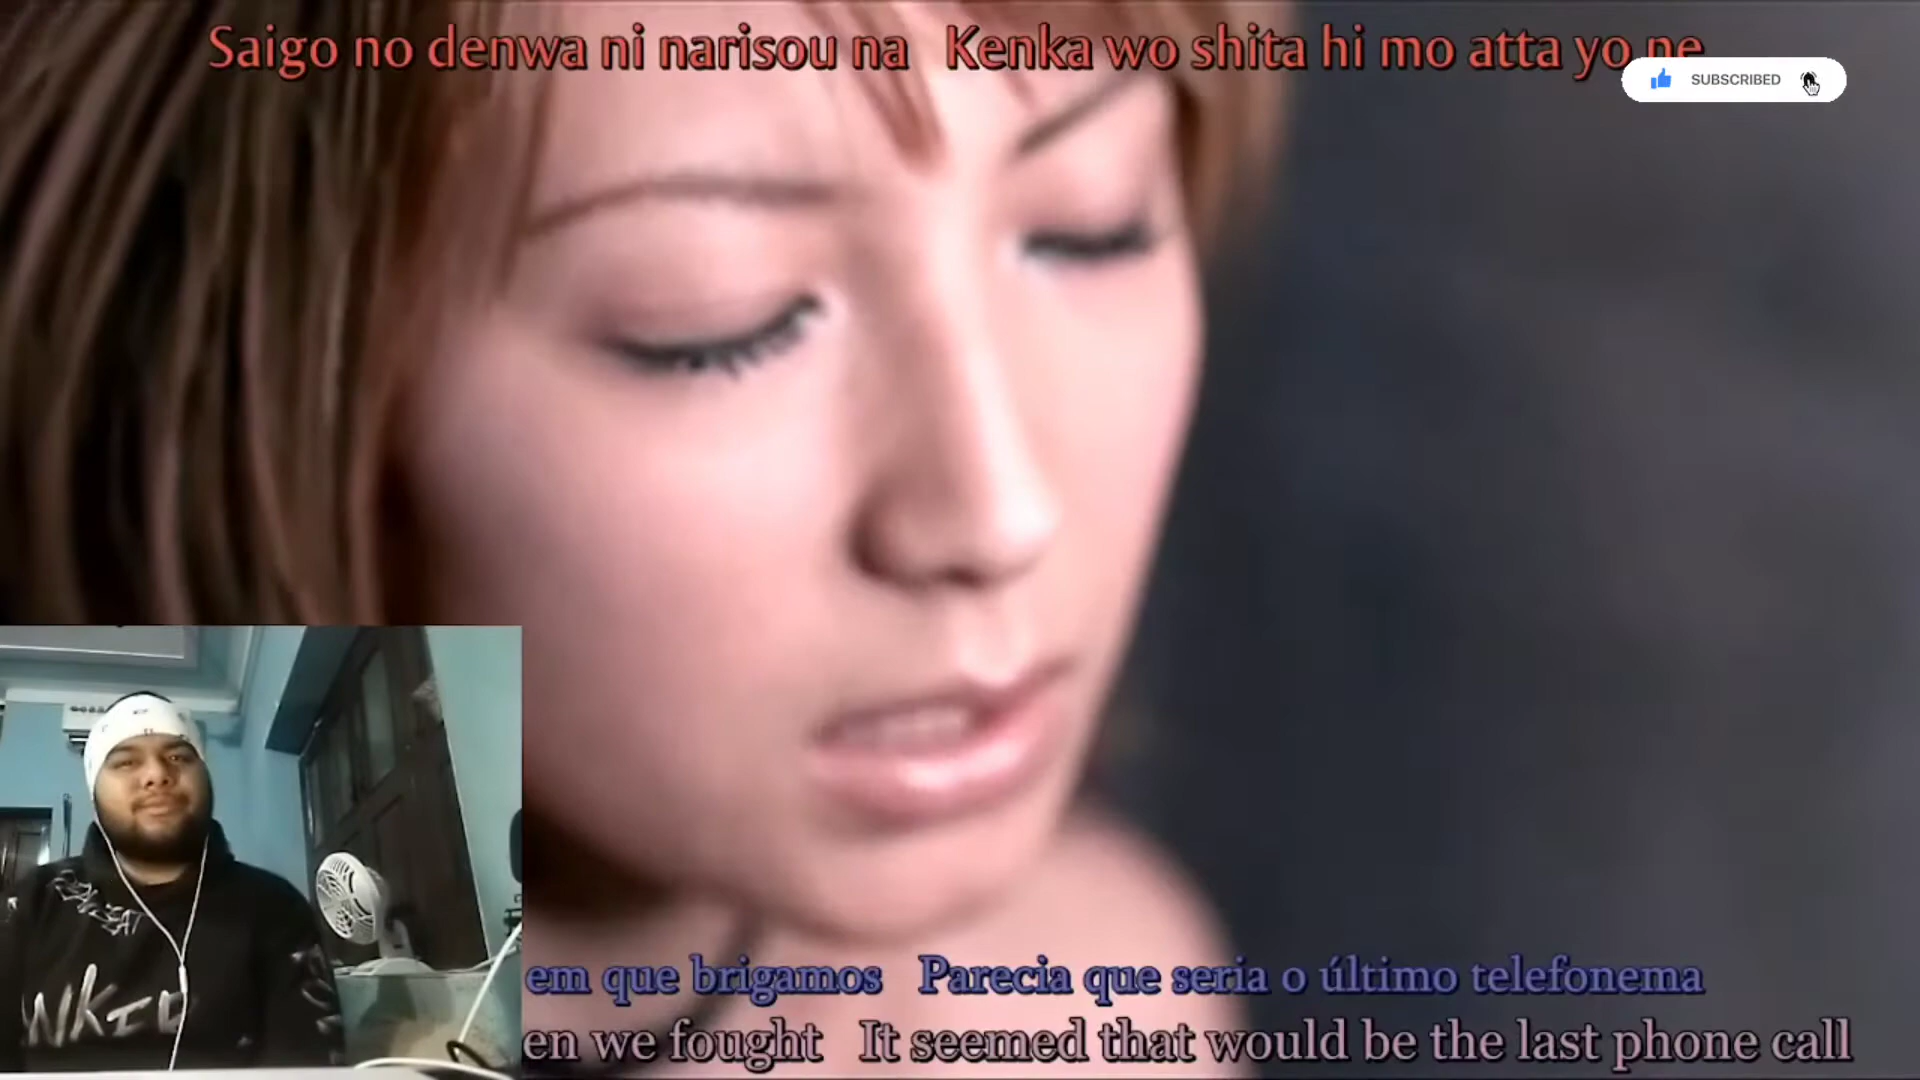 Saigo no denwa ni narisou na Kenka wo shita hi mo atta yo ne
SUBSCRIBED
em que brigamos Parecia que seria o último telefonema
en we fought It seemed that would be the last phone call